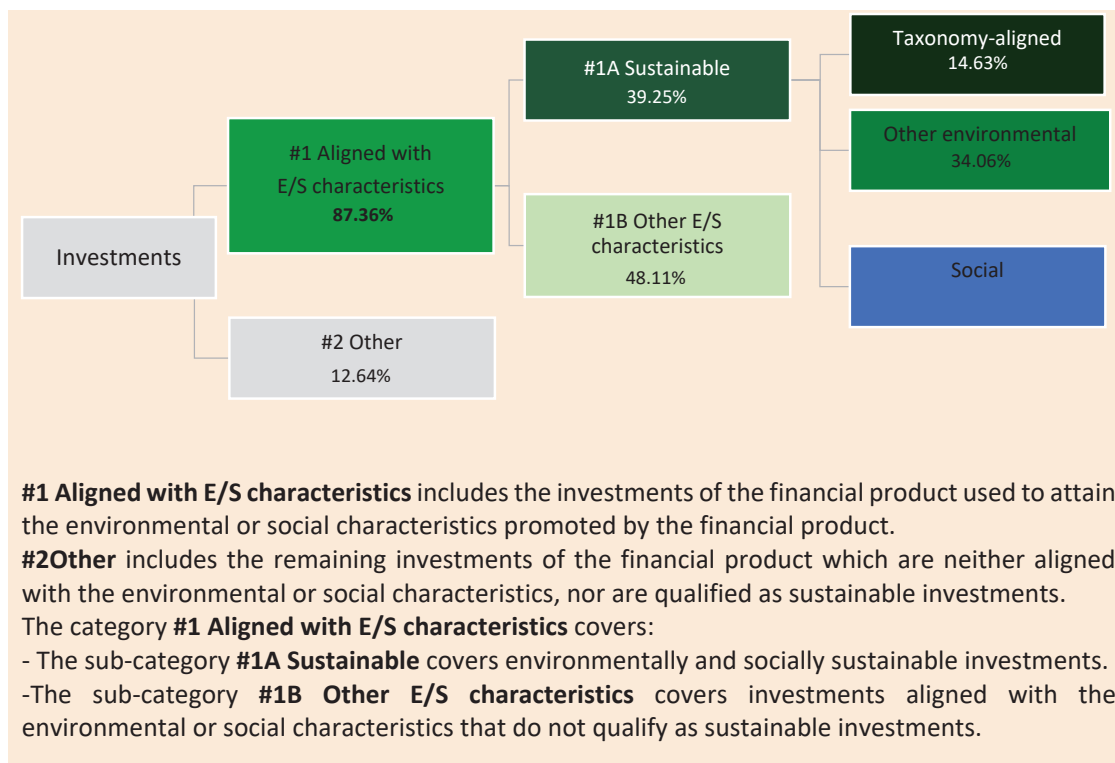 Investments
#1 Aligned with
E/S characteristics
87.36%
#2 Other
12.64%
#1A Sustainable
39.25%
#1B Other E/S
characteristics
48.11%
Taxonomy-aligned
14.63%
Other environmental
34.06%
Social
#1 Aligned with E/S characteristics includes the investments of the financial product used to attain
the environmental or social characteristics promoted by the financial product.
#2Other includes the remaining investments of the financial product which are neither aligned
with the environmental or social characteristics, nor are qualified as sustainable investments.
The category #1 Aligned with E/S characteristics covers:
- The sub-category #1A Sustainable covers environmentally and socially sustainable investments.
-The sub-category #1B Other E/S characteristics covers investments aligned with the
environmental or social characteristics that do not qualify as sustainable investments.